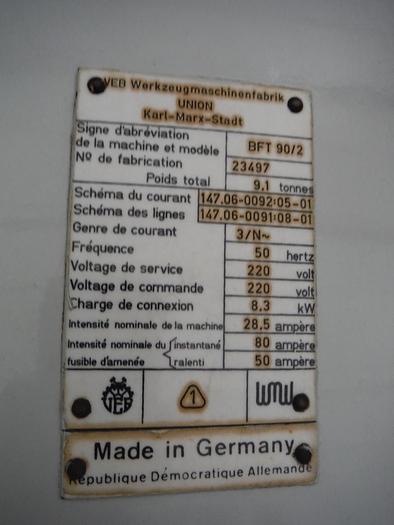 VEB Werkzeugmaschinenfabrik
UNION
Karl-Marx-Stadt
Signe d'abréviation
de la machine et modèle BFT 90/2
Nº de fabrication 23497
Poids total 9,1 tonnes
Schéma du courant 147.06-0092:05-01
Schéma des lignes 147.06-0091:08-01
Genre de courant 3/N~
Fréquence 50 hertz
Voltage de service 220 volt
Voltage de commande 220 volt
Charge de connexion 8,3 kW
Intensité nominale de la machine 28,5 ampère
Intensité nominale du instantané 80 ampère
fusible d'amenée ralenti 50 ampère
VEB 1 WMW
Made in Germany
République Démocratique Allemande